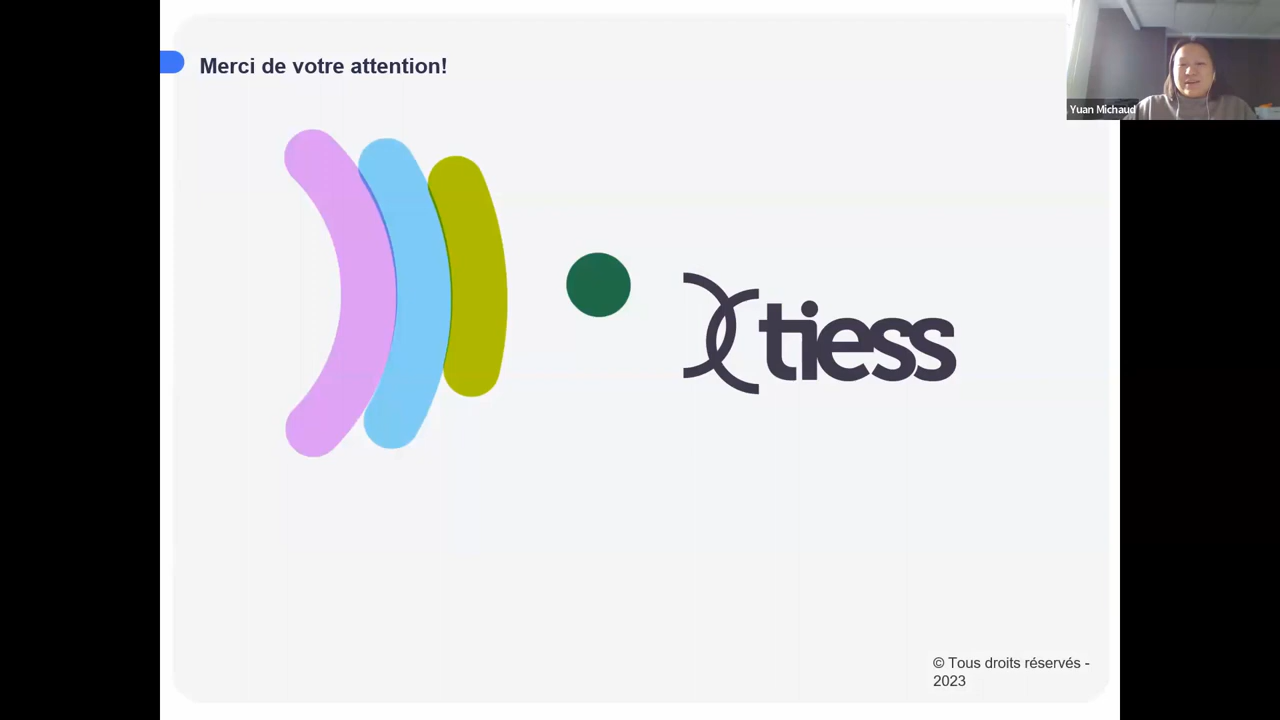 Merci de votre attention!
Yuan Michaud
tiess
© Tous droits réservés -
2023